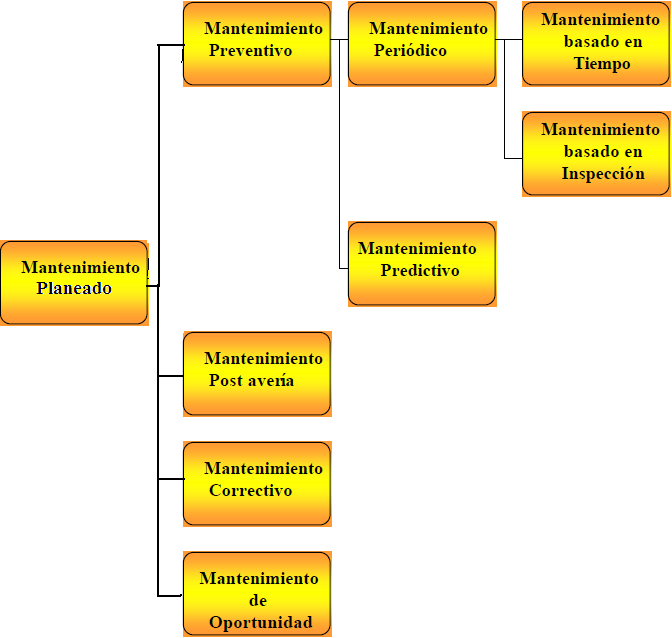 Mantenimiento
Preventivo
Mantenimiento
Periódico
Mantenimiento
basado en
Tiempo
Mantenimiento
basado en
Inspección
Mantenimiento
Planeado
Mantenimiento
Predictivo
Mantenimiento
Post avería
Mantenimiento
Correctivo
Mantenimiento
de
Oportunidad